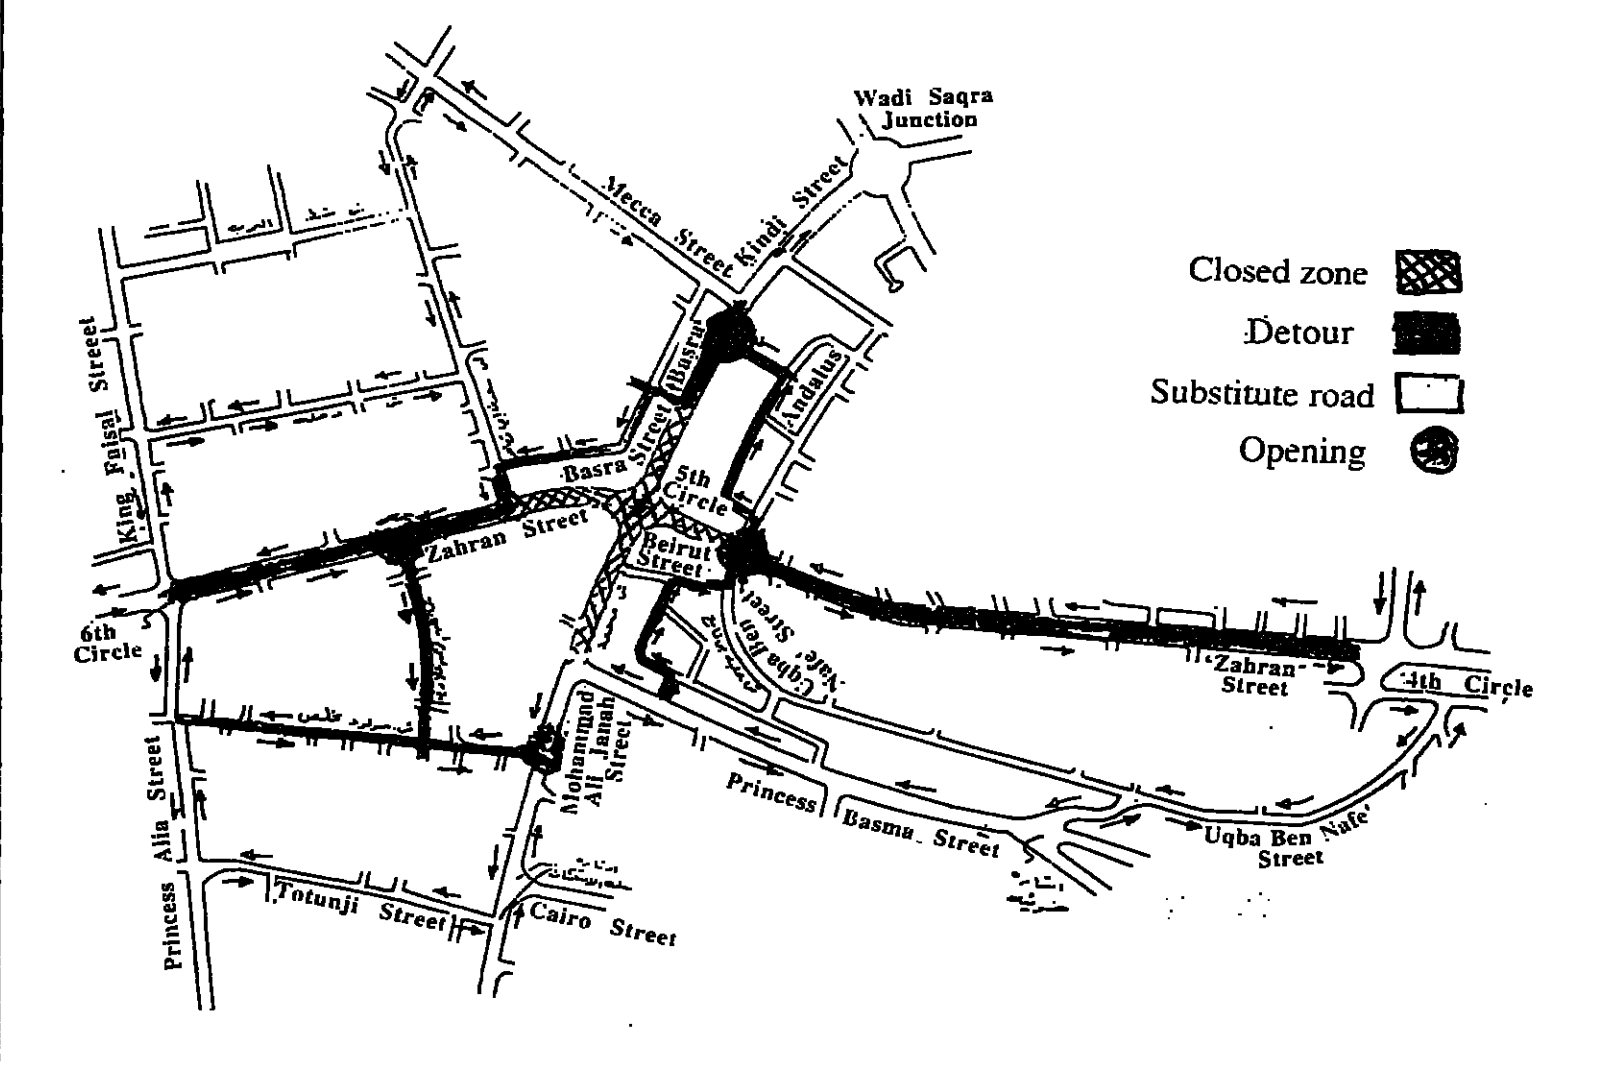 Wadi Saqra
Junction
Mecca Street
Kindi Street
Closed zone
Detour
Substitute road
Opening
King Faisal Streeet
Basra
Andalus
Basra Street
5th
Circle
Zahran Street
Beirut
Street
Uqba Ben
Nafe'
Street
6th
Circle
Zahran
Street
4th Circle
Mohammad
Ali Janah
Street
Princess Basma Street
Uqba Ben Nafe'
Street
Princess Alia Street
Totunji Street
Cairo Street